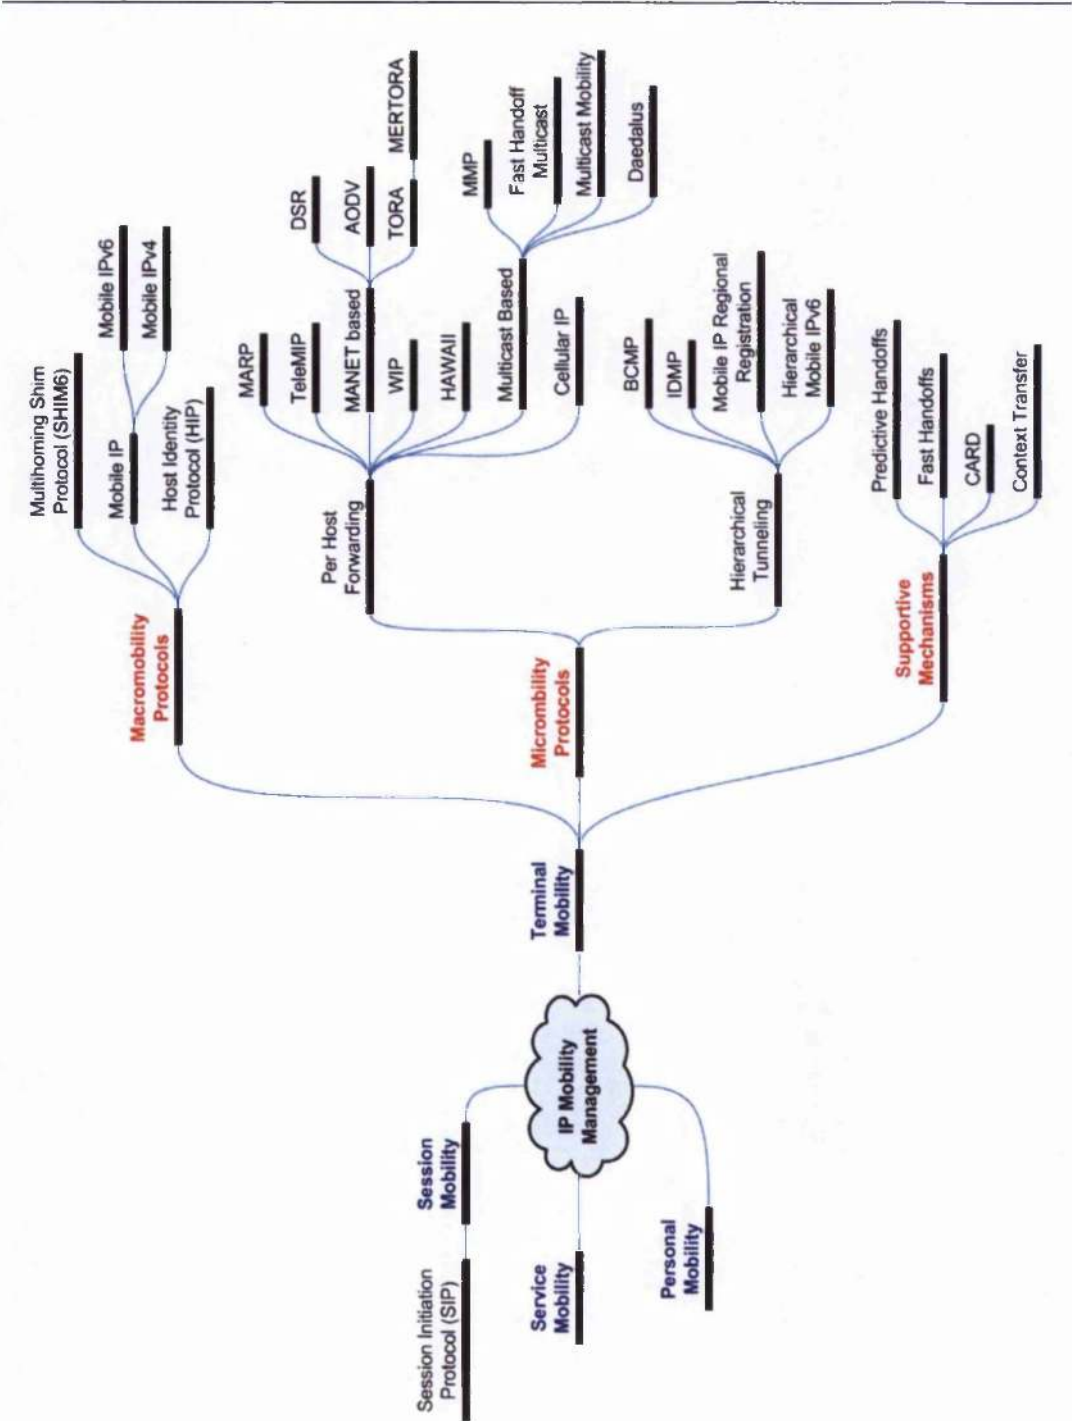 Multihoming Shim
Protocol (SHIM6)
Mobile IP
Mobile IPv6
Mobile IPv4
Host Identity
Protocol (HIP)
Macromobility
Protocols
MARP
TeleMIP
MANET based
DSR
AODV
TORA
MERTORA
WIP
HAWAII
Multicast Based
MMP
Fast Handoff
Multicast
Multicast Mobility
Daedalus
Cellular IP
Per Host
Forwarding
BCMP
IDMP
Mobile IP Regional
Registration
Hierarchical
Mobile IPv6
Hierarchical
Tunneling
Micrombility
Protocols
Predictive Handoffs
Fast Handoffs
CARD
Context Transfer
Supportive
Mechanisms
Terminal
Mobility
IP Mobility
Management
Session
Mobility
Session Initiation
Protocol (SIP)
Service
Mobility
Personal
Mobility